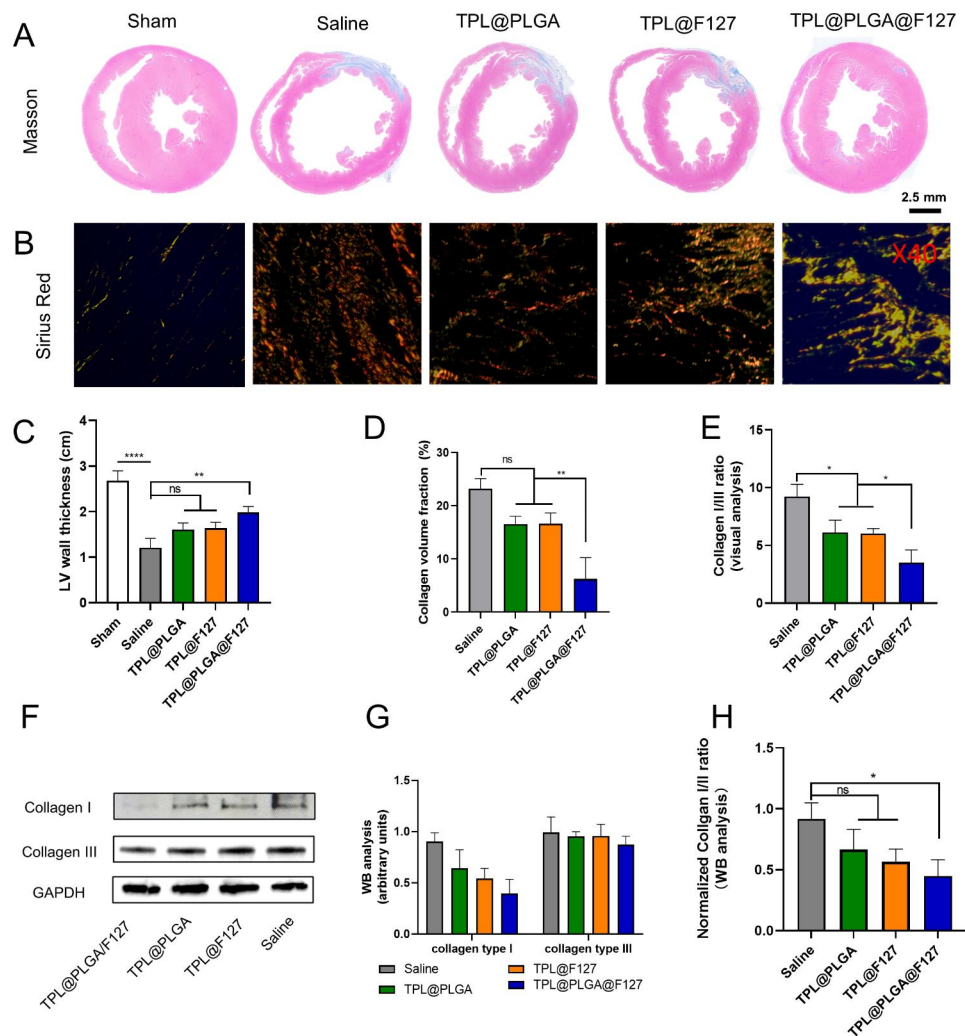 Sham Saline TPL@PLGA TPL@F127 TPL@PLGA@F127
A
Masson
2.5 mm
B
Sirius Red
X40
C
LV wall thickness (cm)
4
3
2
1
0
****
**
ns
Sham
Saline
TPL@PLGA
TPL@F127
TPL@PLGA@F127
D
Collagen volume fraction (%)
30
20
10
0
ns
**
Saline
TPL@PLGA
TPL@F127
TPL@PLGA@F127
E
Collagen I/III ratio
(visual analysis)
15
10
5
0
*
*
Saline
TPL@PLGA
TPL@F127
TPL@PLGA@F127
F
Collagen I
Collagen III
GAPDH
TPL@PLGA/F127
TPL@PLGA
TPL@F127
Saline
G
WB analysis
(arbitrary units)
1.5
1.0
0.5
0.0
collagen type I collagen type III
Saline TPL@F127
TPL@PLGA TPL@PLGA@F127
H
Normalized Collgan I/II ratio
(WB analysis)
1.5
1.0
0.5
0.0
*
ns
Saline
TPL@PLGA
TPL@F127
TPL@PLGA@F127